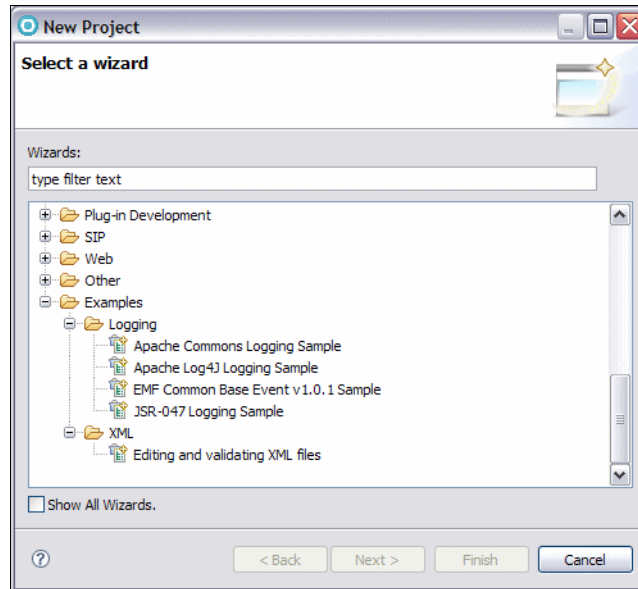 New Project
Select a wizard
Wizards:
type filter text
Plug-in Development
SIP
Web
Other
Examples
Logging
Apache Commons Logging Sample
Apache Log4J Logging Sample
EMF Common Base Event v1.0.1 Sample
JSR-047 Logging Sample
XML
Editing and validating XML files
Show All Wizards.
? < Back Next > Finish Cancel